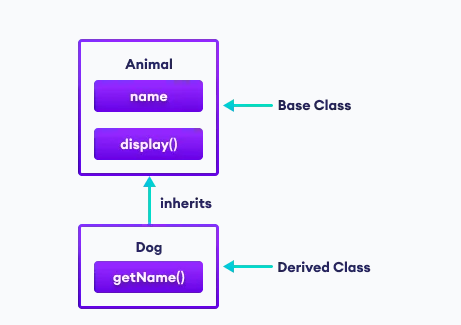 Animal
name
Base Class
display()
inherits
Dog
getName()
Derived Class